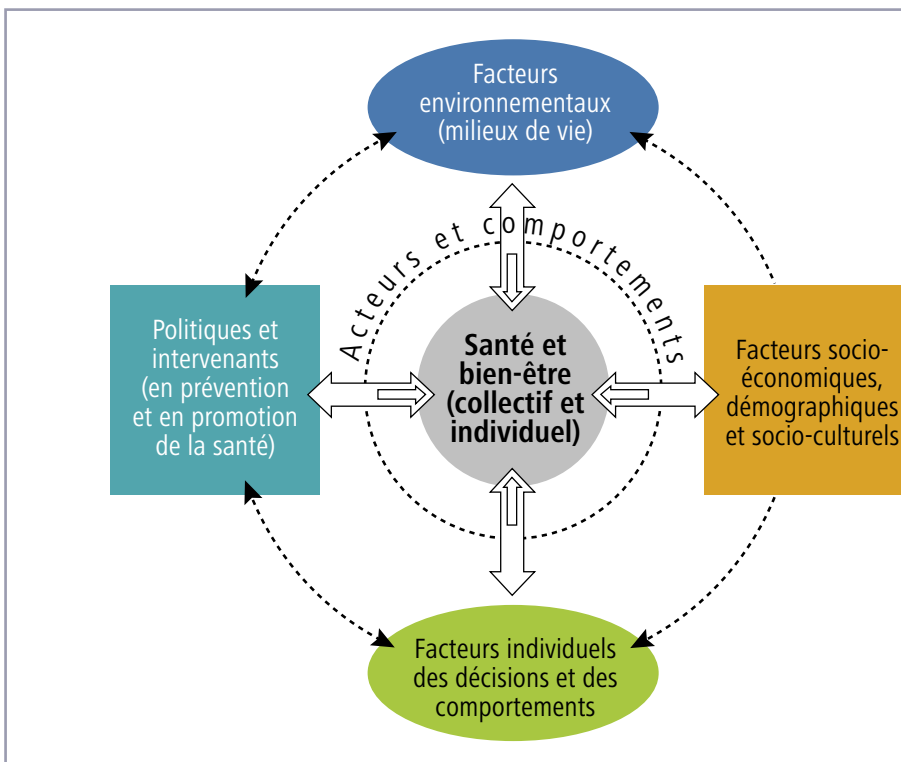 Facteurs
environnementaux
(milieux de vie)
Acteurs et comportements
Politiques et
intervenants
(en prévention
et en promotion
de la santé)
Santé et
bien-être
(collectif et
individuel)
Facteurs socio-
économiques,
démographiques
et socio-culturels
Facteurs individuels
des décisions et des
comportements